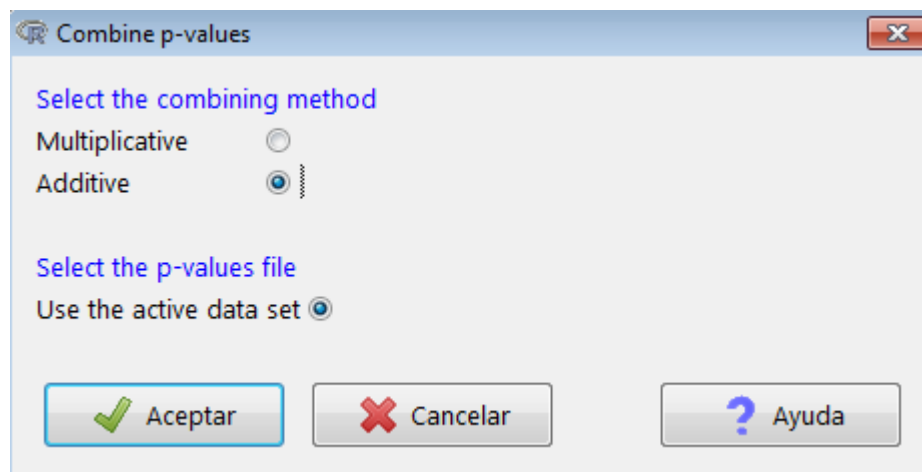 Combine p-values
Select the combining method
Multiplicative
Additive
Select the p-values file
Use the active data set
Aceptar Cancelar Ayuda